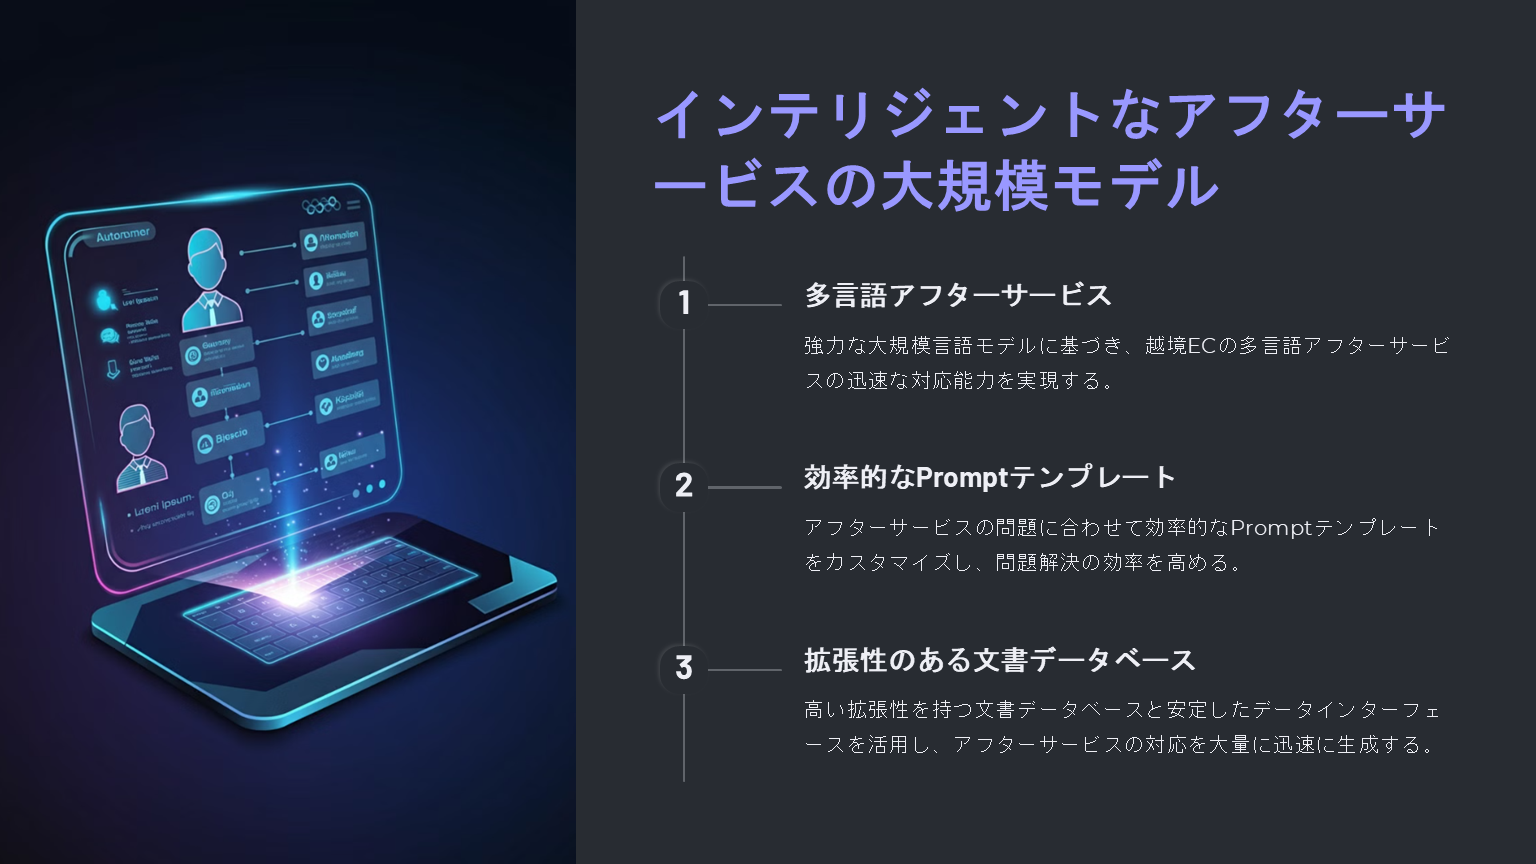 Autommer
Bioscio
インテリジェントなアフターサ
ービスの大規模モデル
1
多言語アフターサービス
強力な大規模言語モデルに基づき、越境ECの多言語アフターサービ
スの迅速な対応能力を実現する。
2
効率的なPromptテンプレート
アフターサービスの問題に合わせて効率的なPromptテンプレート
をカスタマイズし、問題解決の効率を高める。
3
拡張性のある文書データベース
高い拡張性を持つ文書データベースと安定したデータインターフェ
ースを活用し、アフターサービスの対応を大量に迅速に生成する。